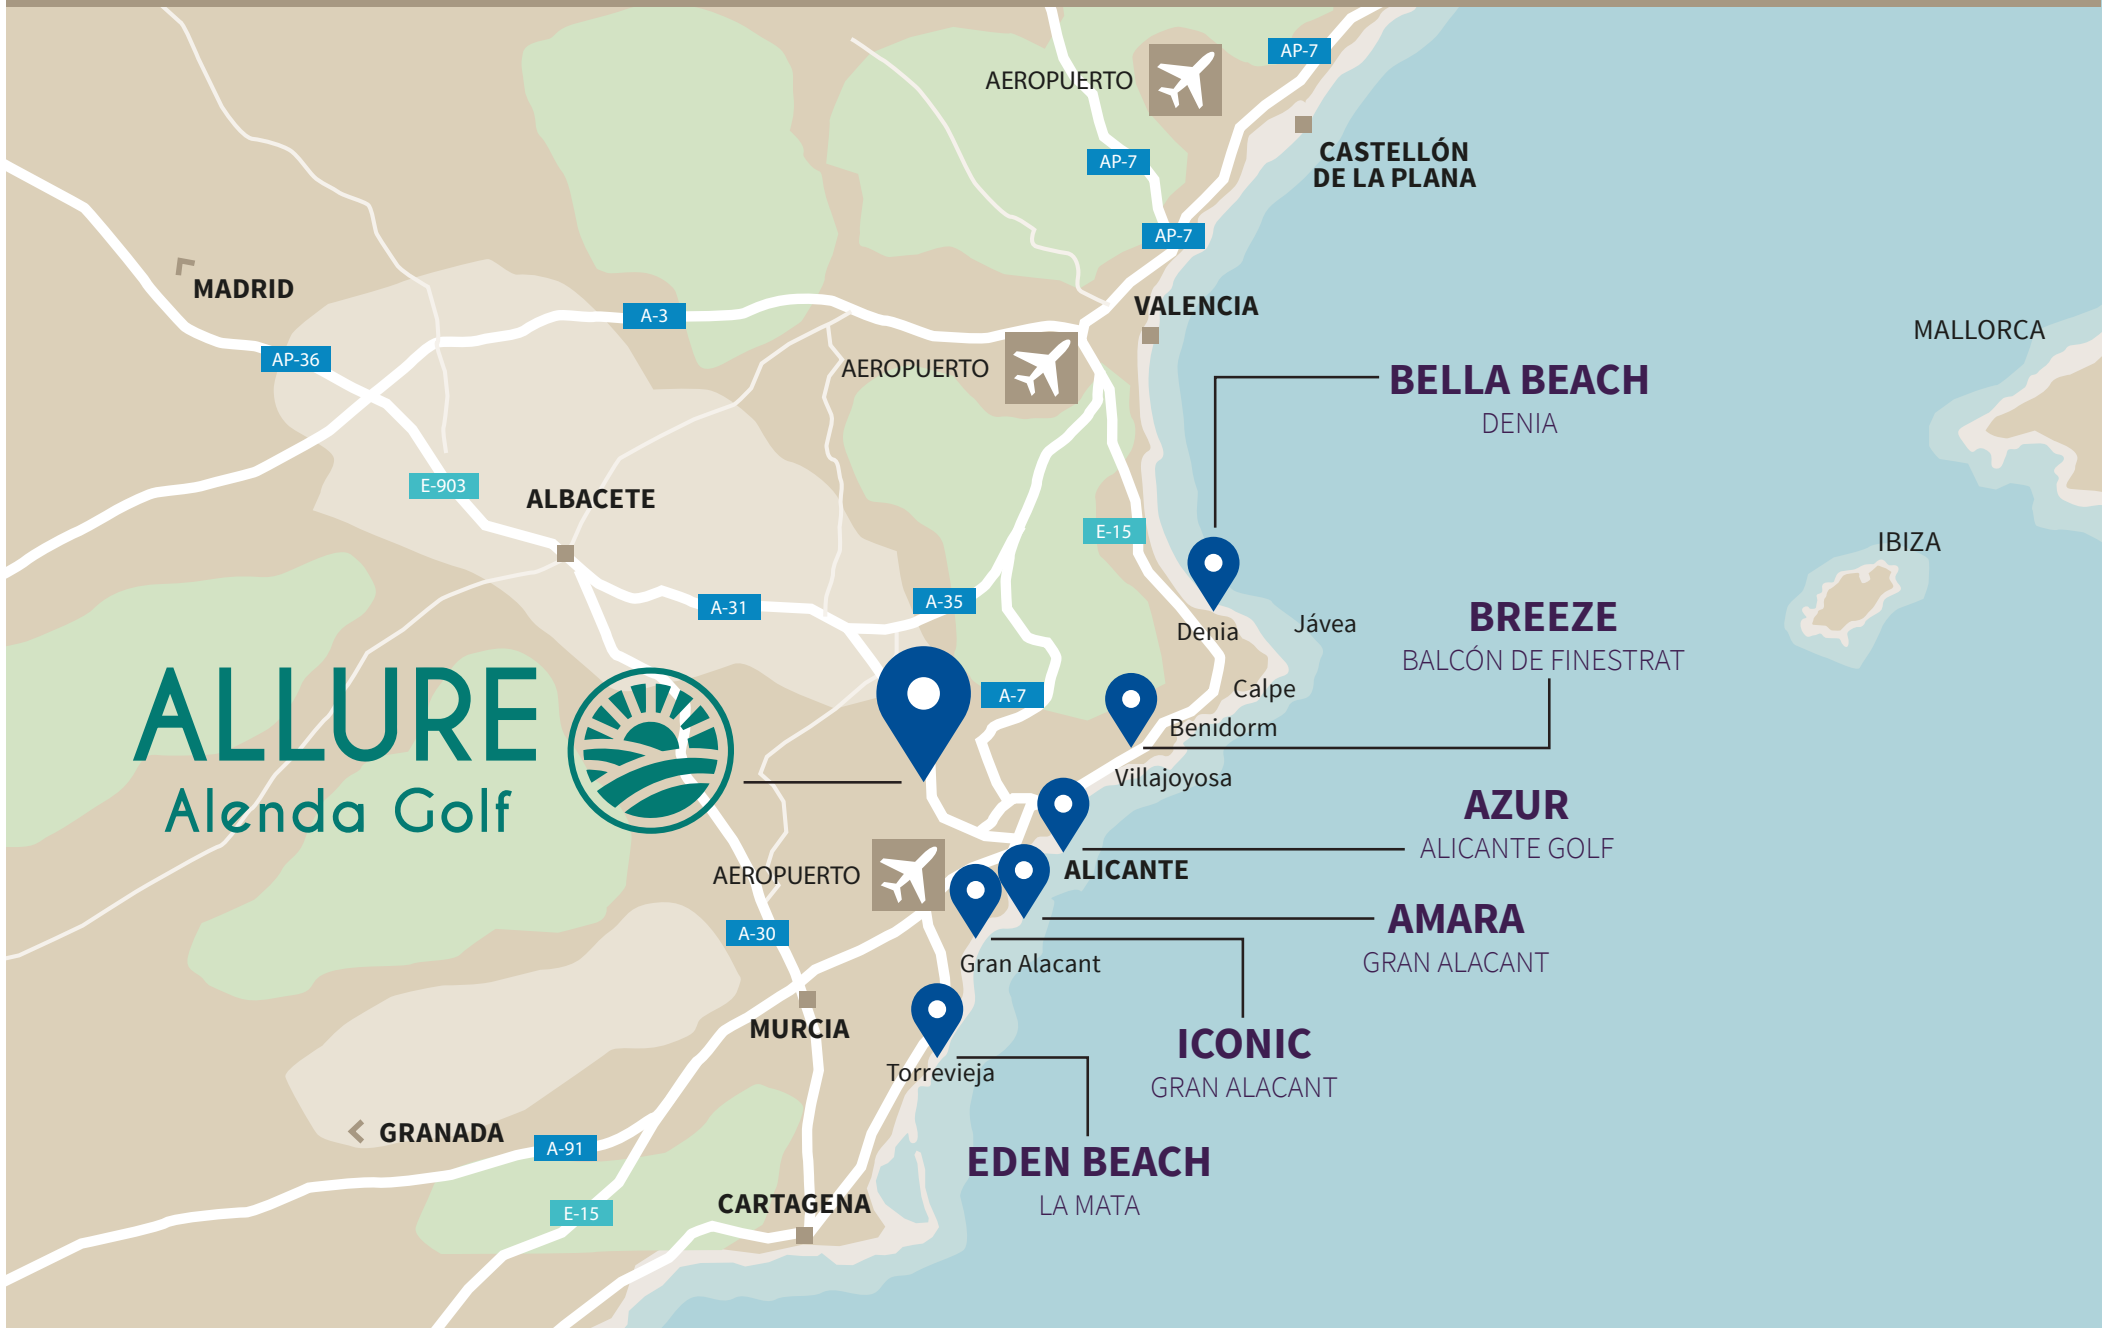 AP-7
AEROPUERTO
CASTELLÓN
DE LA PLANA
AP-7
AP-7
MADRID
VALENCIA
A-3
MALLORCA
AP-36
AEROPUERTO
BELLA BEACH
DENIA
E-903
ALBACETE
E-15
IBIZA
A-31
A-35
Denia
Jávea
BREEZE
BALCÓN DE FINESTRAT
ALLURE
Alenda Golf
A-7
Calpe
Benidorm
Villajoyosa
AZUR
ALICANTE GOLF
AEROPUERTO
ALICANTE
AMARA
GRAN ALACANT
A-30
Gran Alacant
MURCIA
ICONIC
GRAN ALACANT
Torrevieja
GRANADA
A-91
EDEN BEACH
LA MATA
CARTAGENA
E-15